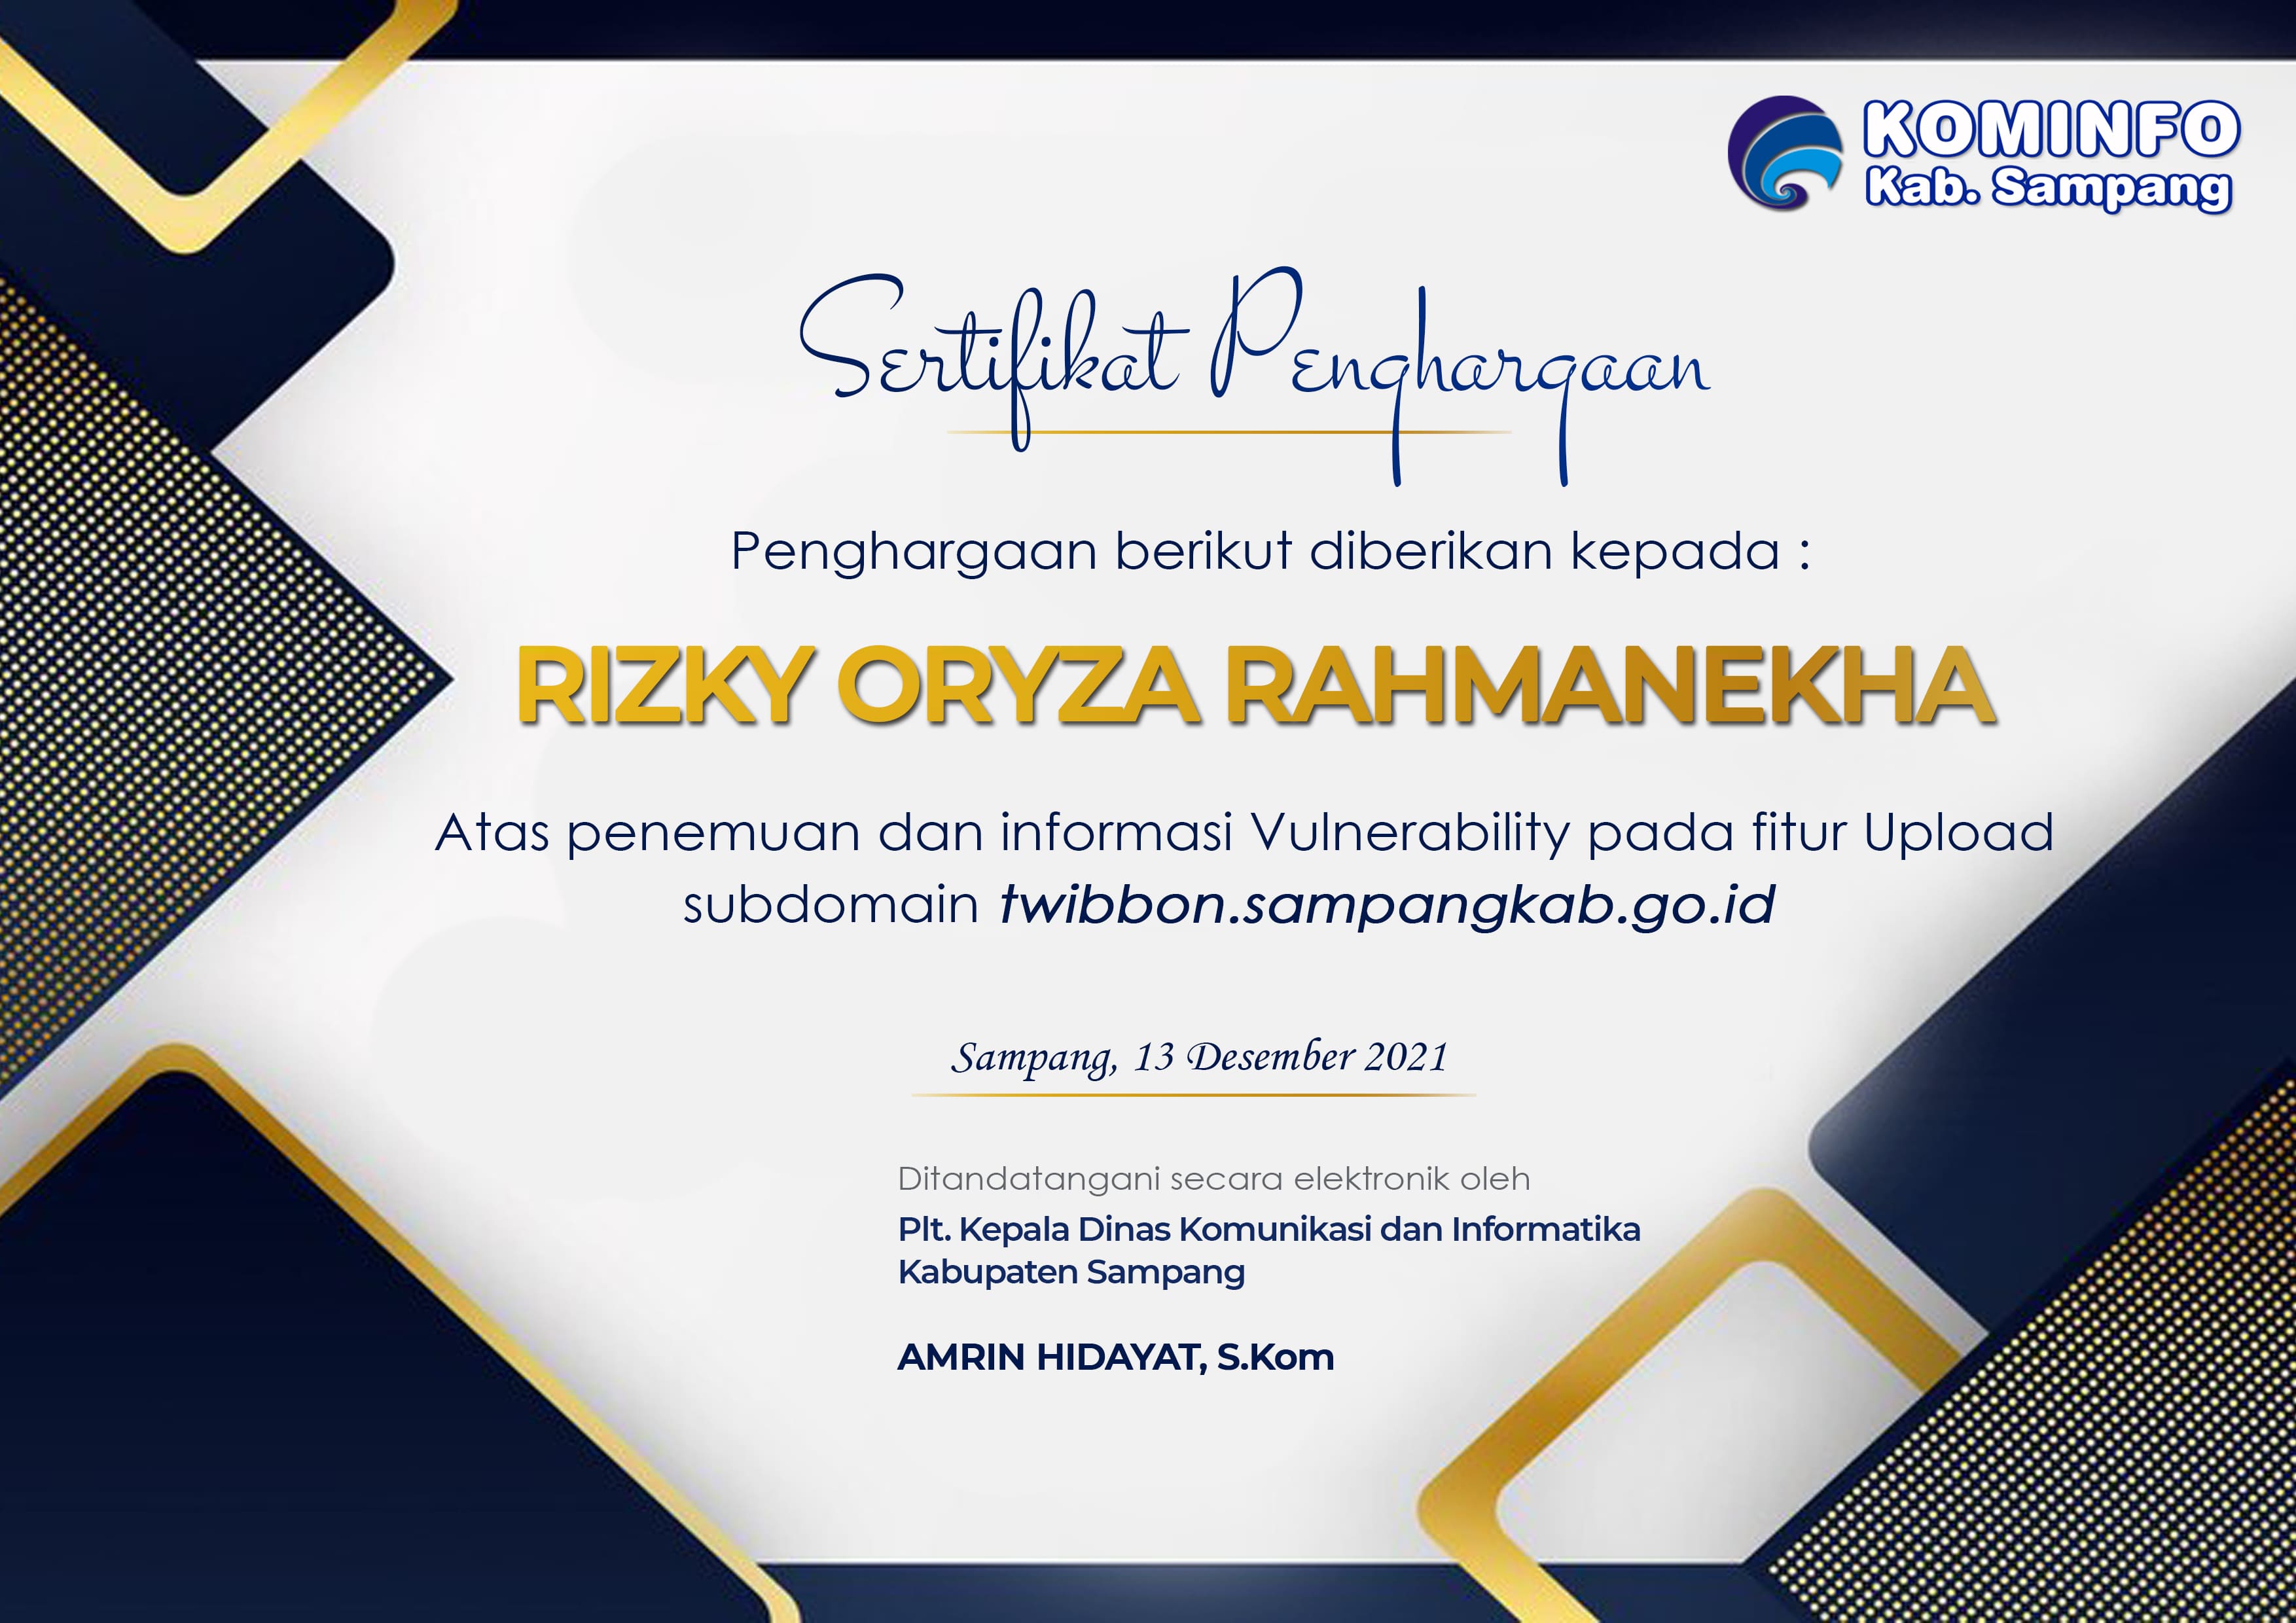 KOMINFO
Kab. Sampang
Sertifikat Penghargaan
Penghargaan berikut diberikan kepada :
RIZKY ORYZA RAHMANEKHA
Atas penemuan dan informasi Vulnerability pada fitur Upload
subdomain twibbon.sampangkab.go.id
Sampang, 13 Desember 2021
Ditandatangani secara elektronik oleh
Plt. Kepala Dinas Komunikasi dan Informatika
Kabupaten Sampang
AMRIN HIDAYAT, S.Kom